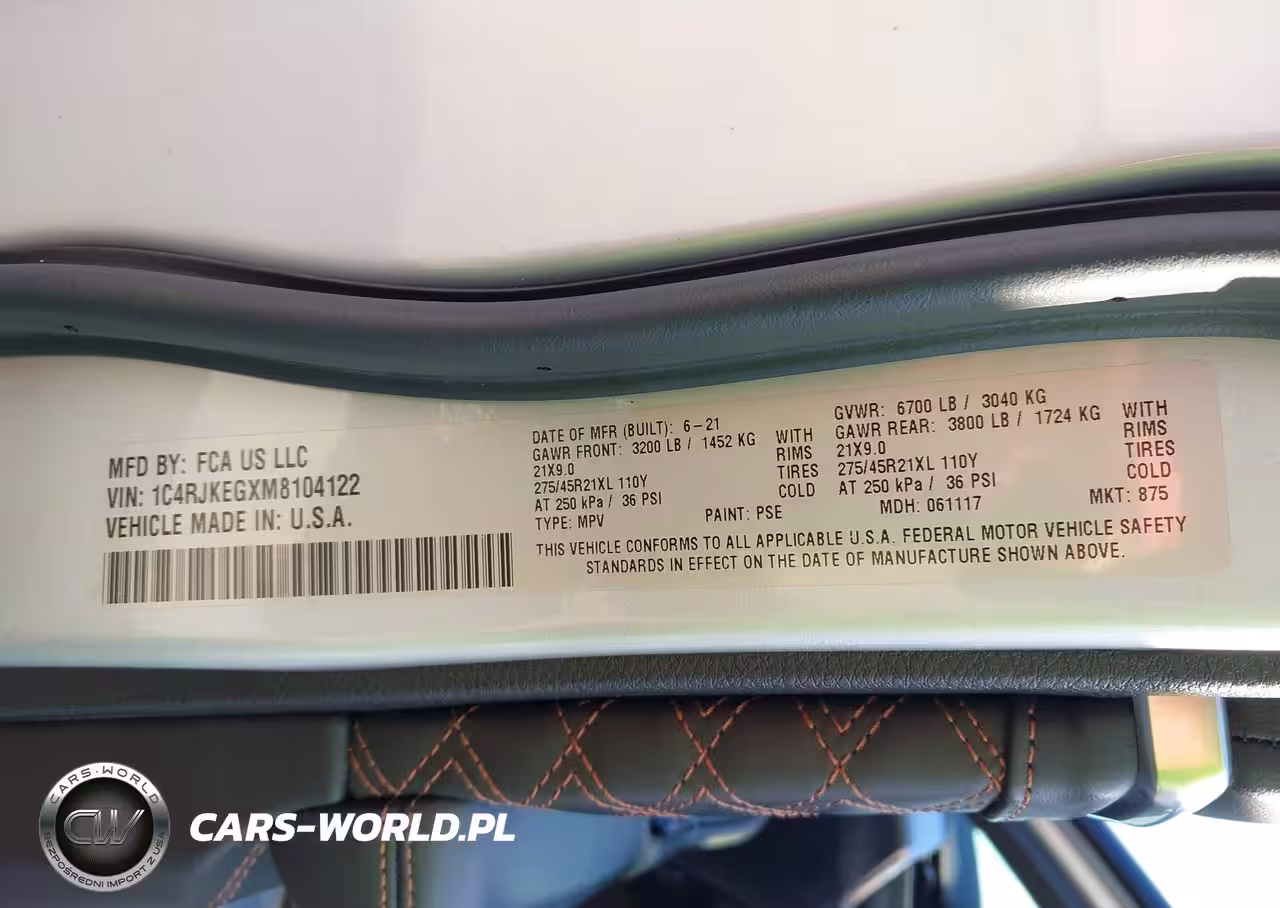 MFD BY: FCA US LLC
VIN: 1C4RJKEGXM8104122
VEHICLE MADE IN: U.S.A.
DATE OF MFR (BUILT): 6-21
GAWR FRONT: 3200 LB / 1452 KG WITH
21X9.0 RIMS
275/45R21XL 110Y TIRES
AT 250 kPa / 36 PSI COLD
TYPE: MPV PAINT: PSE
GVWR: 6700 LB / 3040 KG
GAWR REAR: 3800 LB / 1724 KG WITH
21X9.0 RIMS
275/45R21XL 110Y TIRES
AT 250 kPa / 36 PSI COLD
MDH: 061117 MKT: 875
THIS VEHICLE CONFORMS TO ALL APPLICABLE U.S.A. FEDERAL MOTOR VEHICLE SAFETY
STANDARDS IN EFFECT ON THE DATE OF MANUFACTURE SHOWN ABOVE.
CARS-WORLD
CW
BEZPOŚREDNI IMPORT Z USA
CARS-WORLD.PL